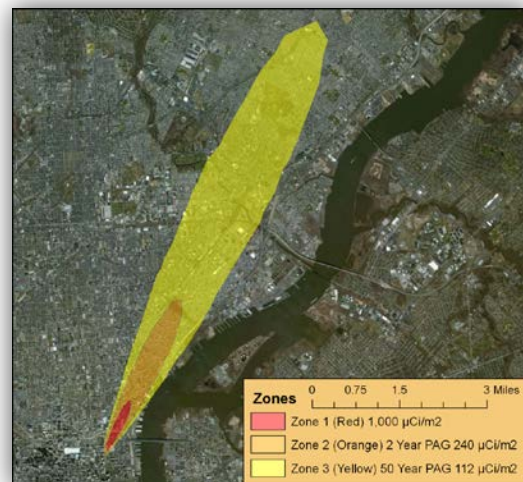 Zones
0 0.75 1.5 3 Miles
Zone 1 (Red) 1,000 µCi/m2
Zone 2 (Orange) 2 Year PAG 240 µCi/m2
Zone 3 (Yellow) 50 Year PAG 112 µCi/m2